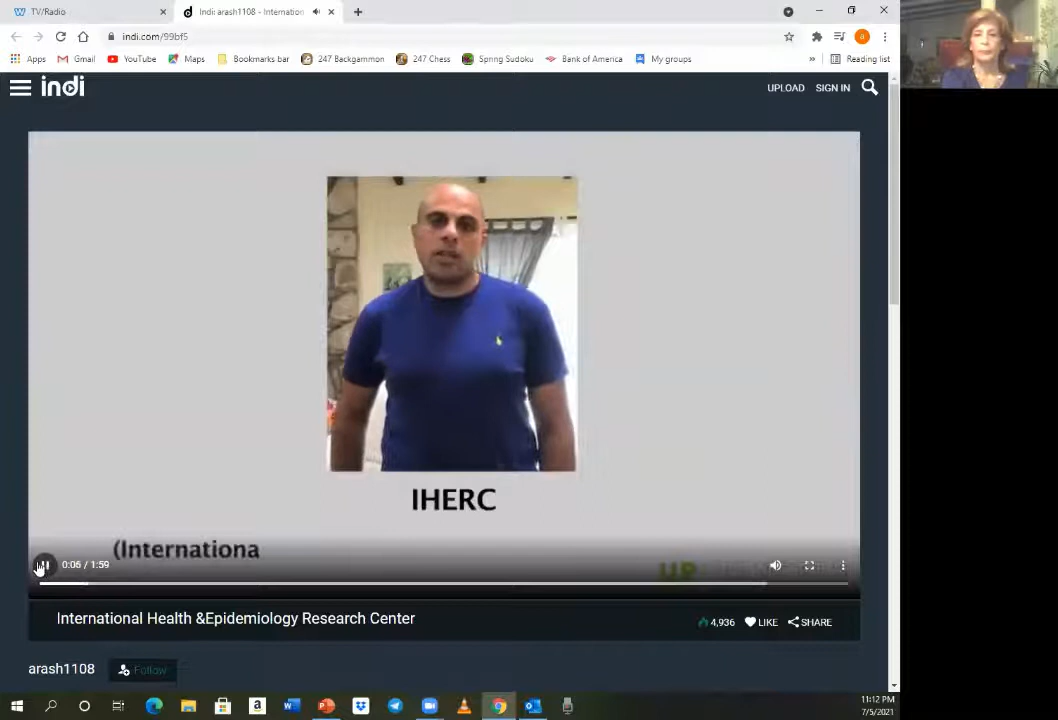 TV/Radio
Indi: arash1108 - Internation
indi.com/99bf5
a
Apps
Gmail
YouTube
Maps
Bookmarks bar
247 Backgammon
247 Chess
Spring Sudoku
Bank of America
My groups
»
Reading list
indi
UPLOAD
SIGN IN
IHERC
(Internationa
0:06 / 1:59
International Health &Epidemiology Research Center
4,936
LIKE
SHARE
arash1108
Follow
11:12 PM
7/5/2021